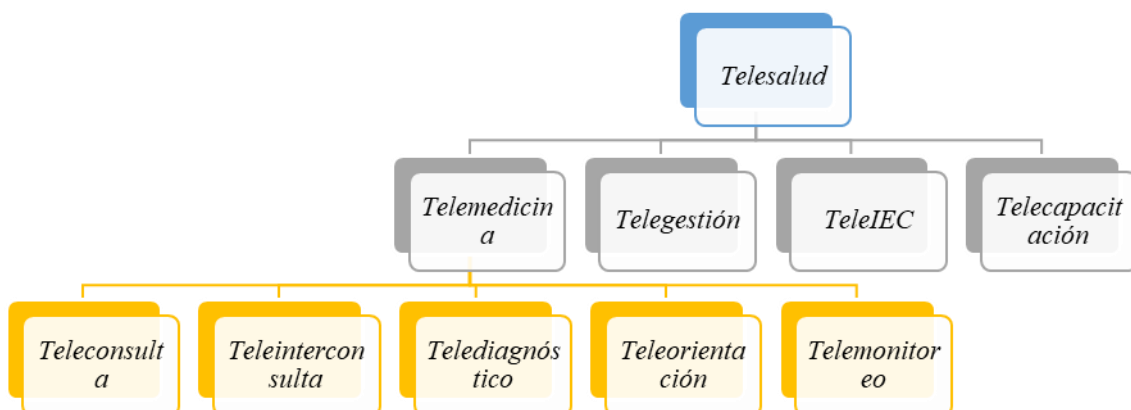 Telesalud
Telemedicin
a
Telegestión
TeleIEC
Telecapacit
ación
Teleconsult
a
Teleintercon
sulta
Telediagnós
tico
Teleorienta
ción
Telemonitor
eo